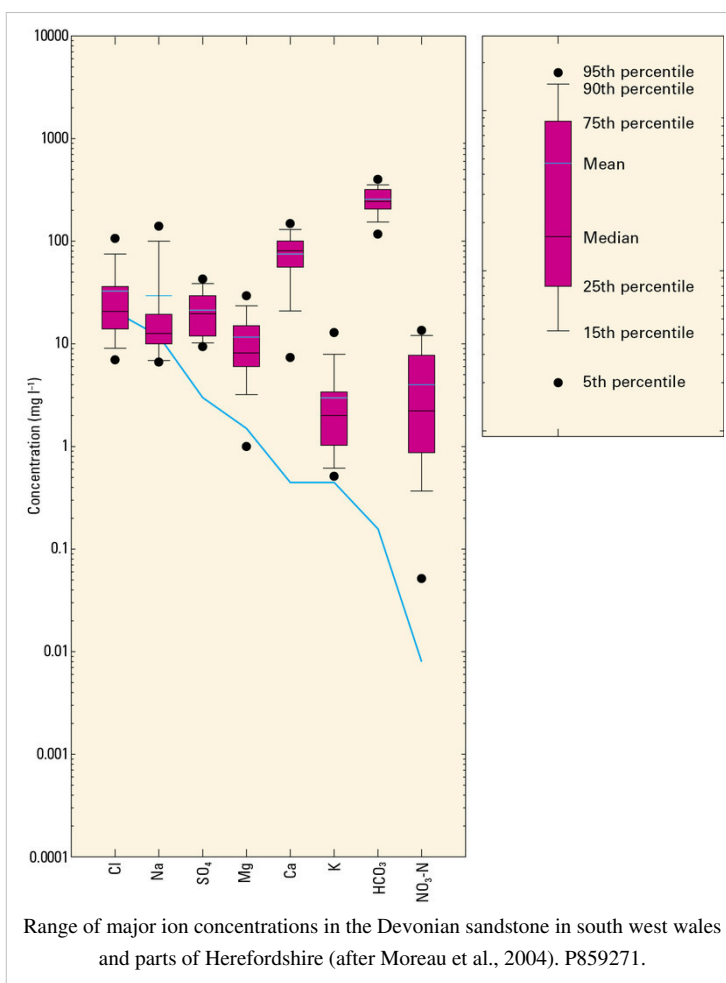 10000
1000
100
10
1
0.1
0.01
0.001
0.0001
Concentration (mg l⁻¹)
Cl
Na
SO₄
Mg
Ca
K
HCO₃
NO₃-N
95th percentile
90th percentile
75th percentile
Mean
Median
25th percentile
15th percentile
5th percentile
Range of major ion concentrations in the Devonian sandstone in south west wales
and parts of Herefordshire (after Moreau et al., 2004). P859271.